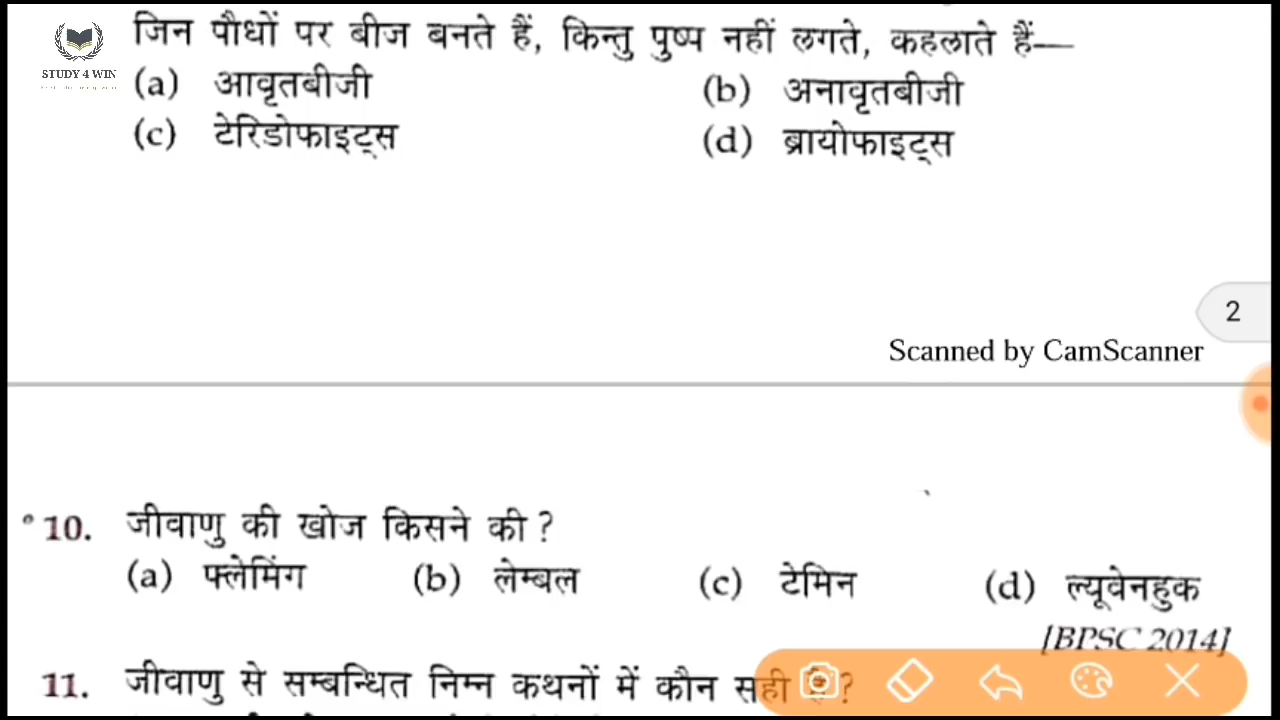 STUDY 4 WIN
जिन पौधों पर बीज बनते हैं, किन्तु पुष्प नहीं लगते, कहलाते हैं—
(a) आवृतबीजी (b) अनावृतबीजी
(c) टेरिडोफाइट्स (d) ब्रायोफाइट्स
2
Scanned by CamScanner
10. जीवाणु की खोज किसने की ?
(a) फ्लेमिंग (b) लेम्बल (c) टेमिन (d) ल्यूवेनहुक
[BPSC 2014]
11. जीवाणु से सम्बन्धित निम्न कथनों में कौन सही ?